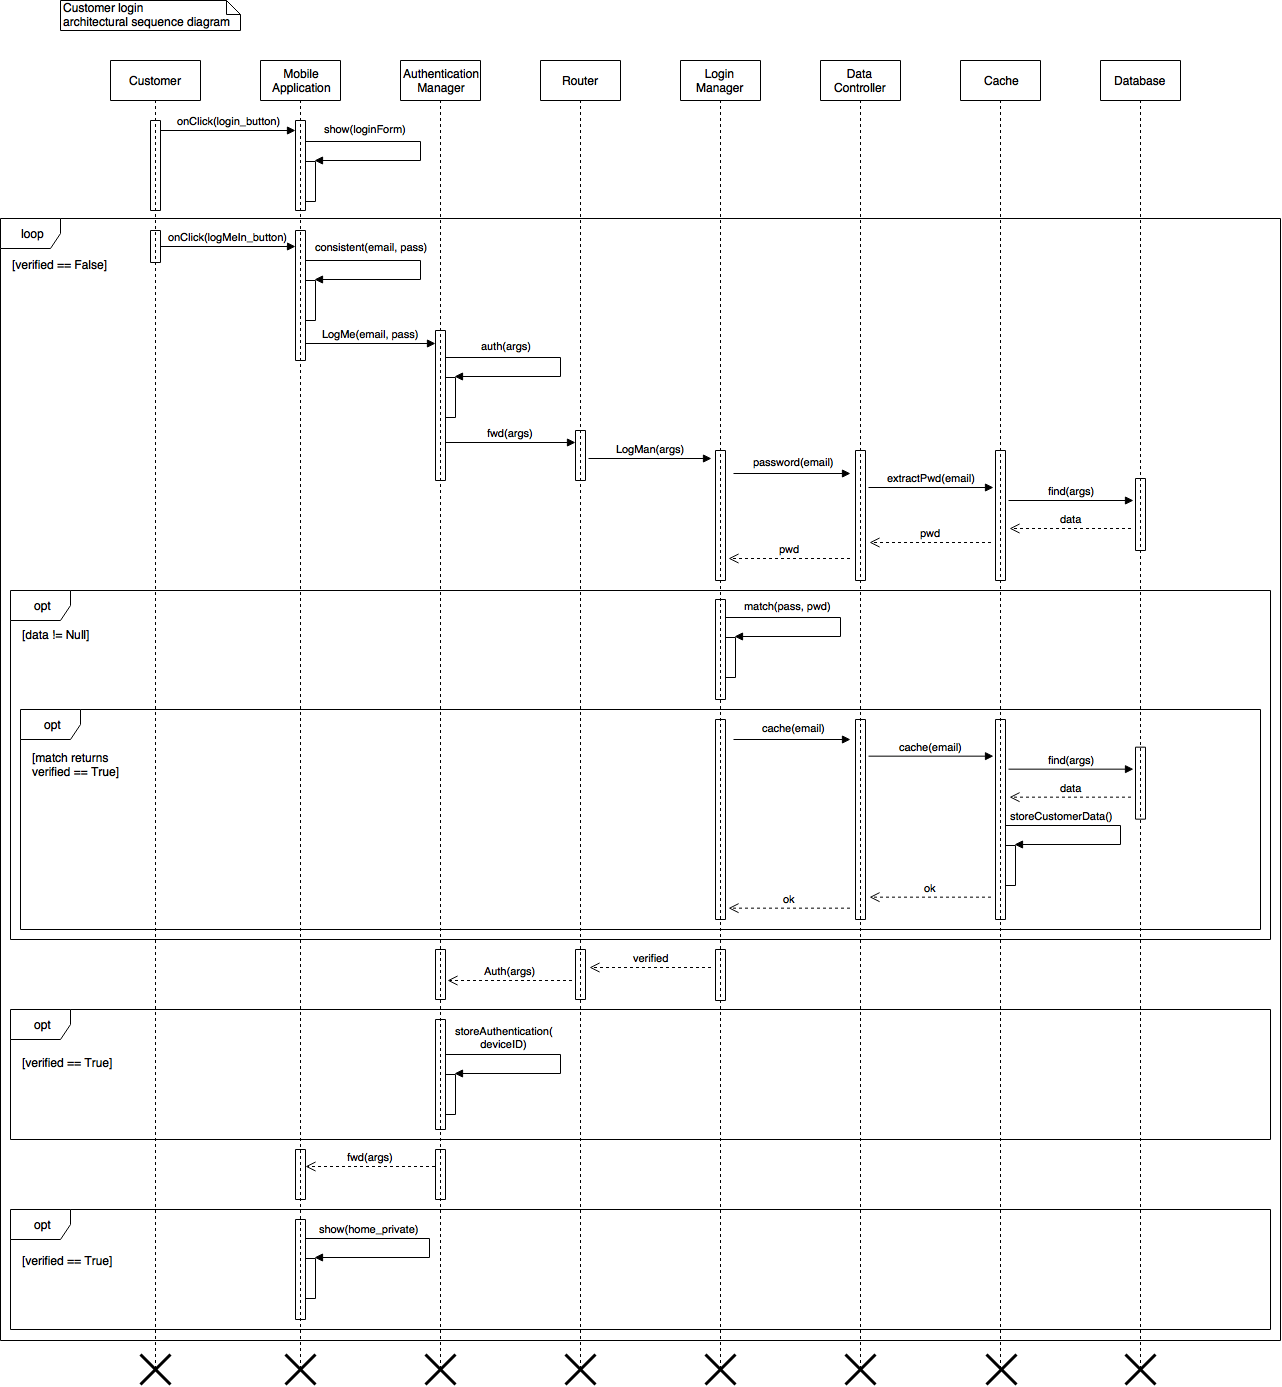 Customer login
architectural sequence diagram
Customer
Mobile
Application
Authentication
Manager
Router
Login
Manager
Data
Controller
Cache
Database
onClick(login_button)
show(loginForm)
loop
[verified == False]
onClick(logMeIn_button)
consistent(email, pass)
LogMe(email, pass)
auth(args)
fwd(args)
LogMan(args)
password(email)
extractPwd(email)
find(args)
data
pwd
pwd
opt
[data != Null]
match(pass, pwd)
opt
[match returns
verified == True]
cache(email)
cache(email)
find(args)
data
storeCustomerData()
ok
ok
verified
Auth(args)
opt
[verified == True]
storeAuthentication(
deviceID)
fwd(args)
opt
[verified == True]
show(home_private)